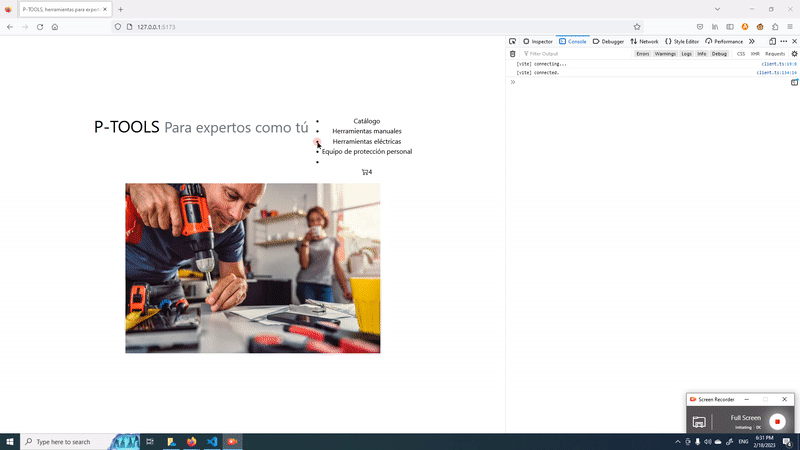 P-TOOLS, herramientas para exper
127.0.0.1:5173
Inspector Console Debugger Network Style Editor Performance
Filter Output
Errors Warnings Logs Info Debug CSS XHR Requests
[vite] connecting... client.ts:19:8
[vite] connected. client.ts:134:14
P-TOOLS Para expertos como tú
Catálogo
Herramientas manuales
Herramientas eléctricas
Equipo de protección personal
4
Screen Recorder
Full Screen
Type here to search
ENG
6:31 PM
2/18/2023